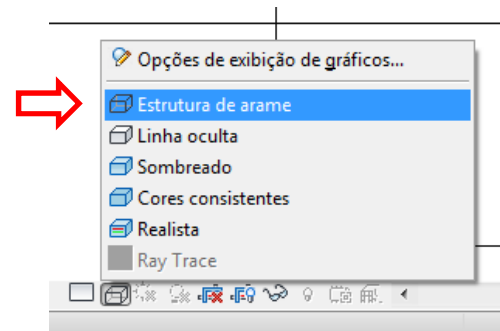 Opções de exibição de gráficos...
Estrutura de arame
Linha oculta
Sombreado
Cores consistentes
Realista
Ray Trace